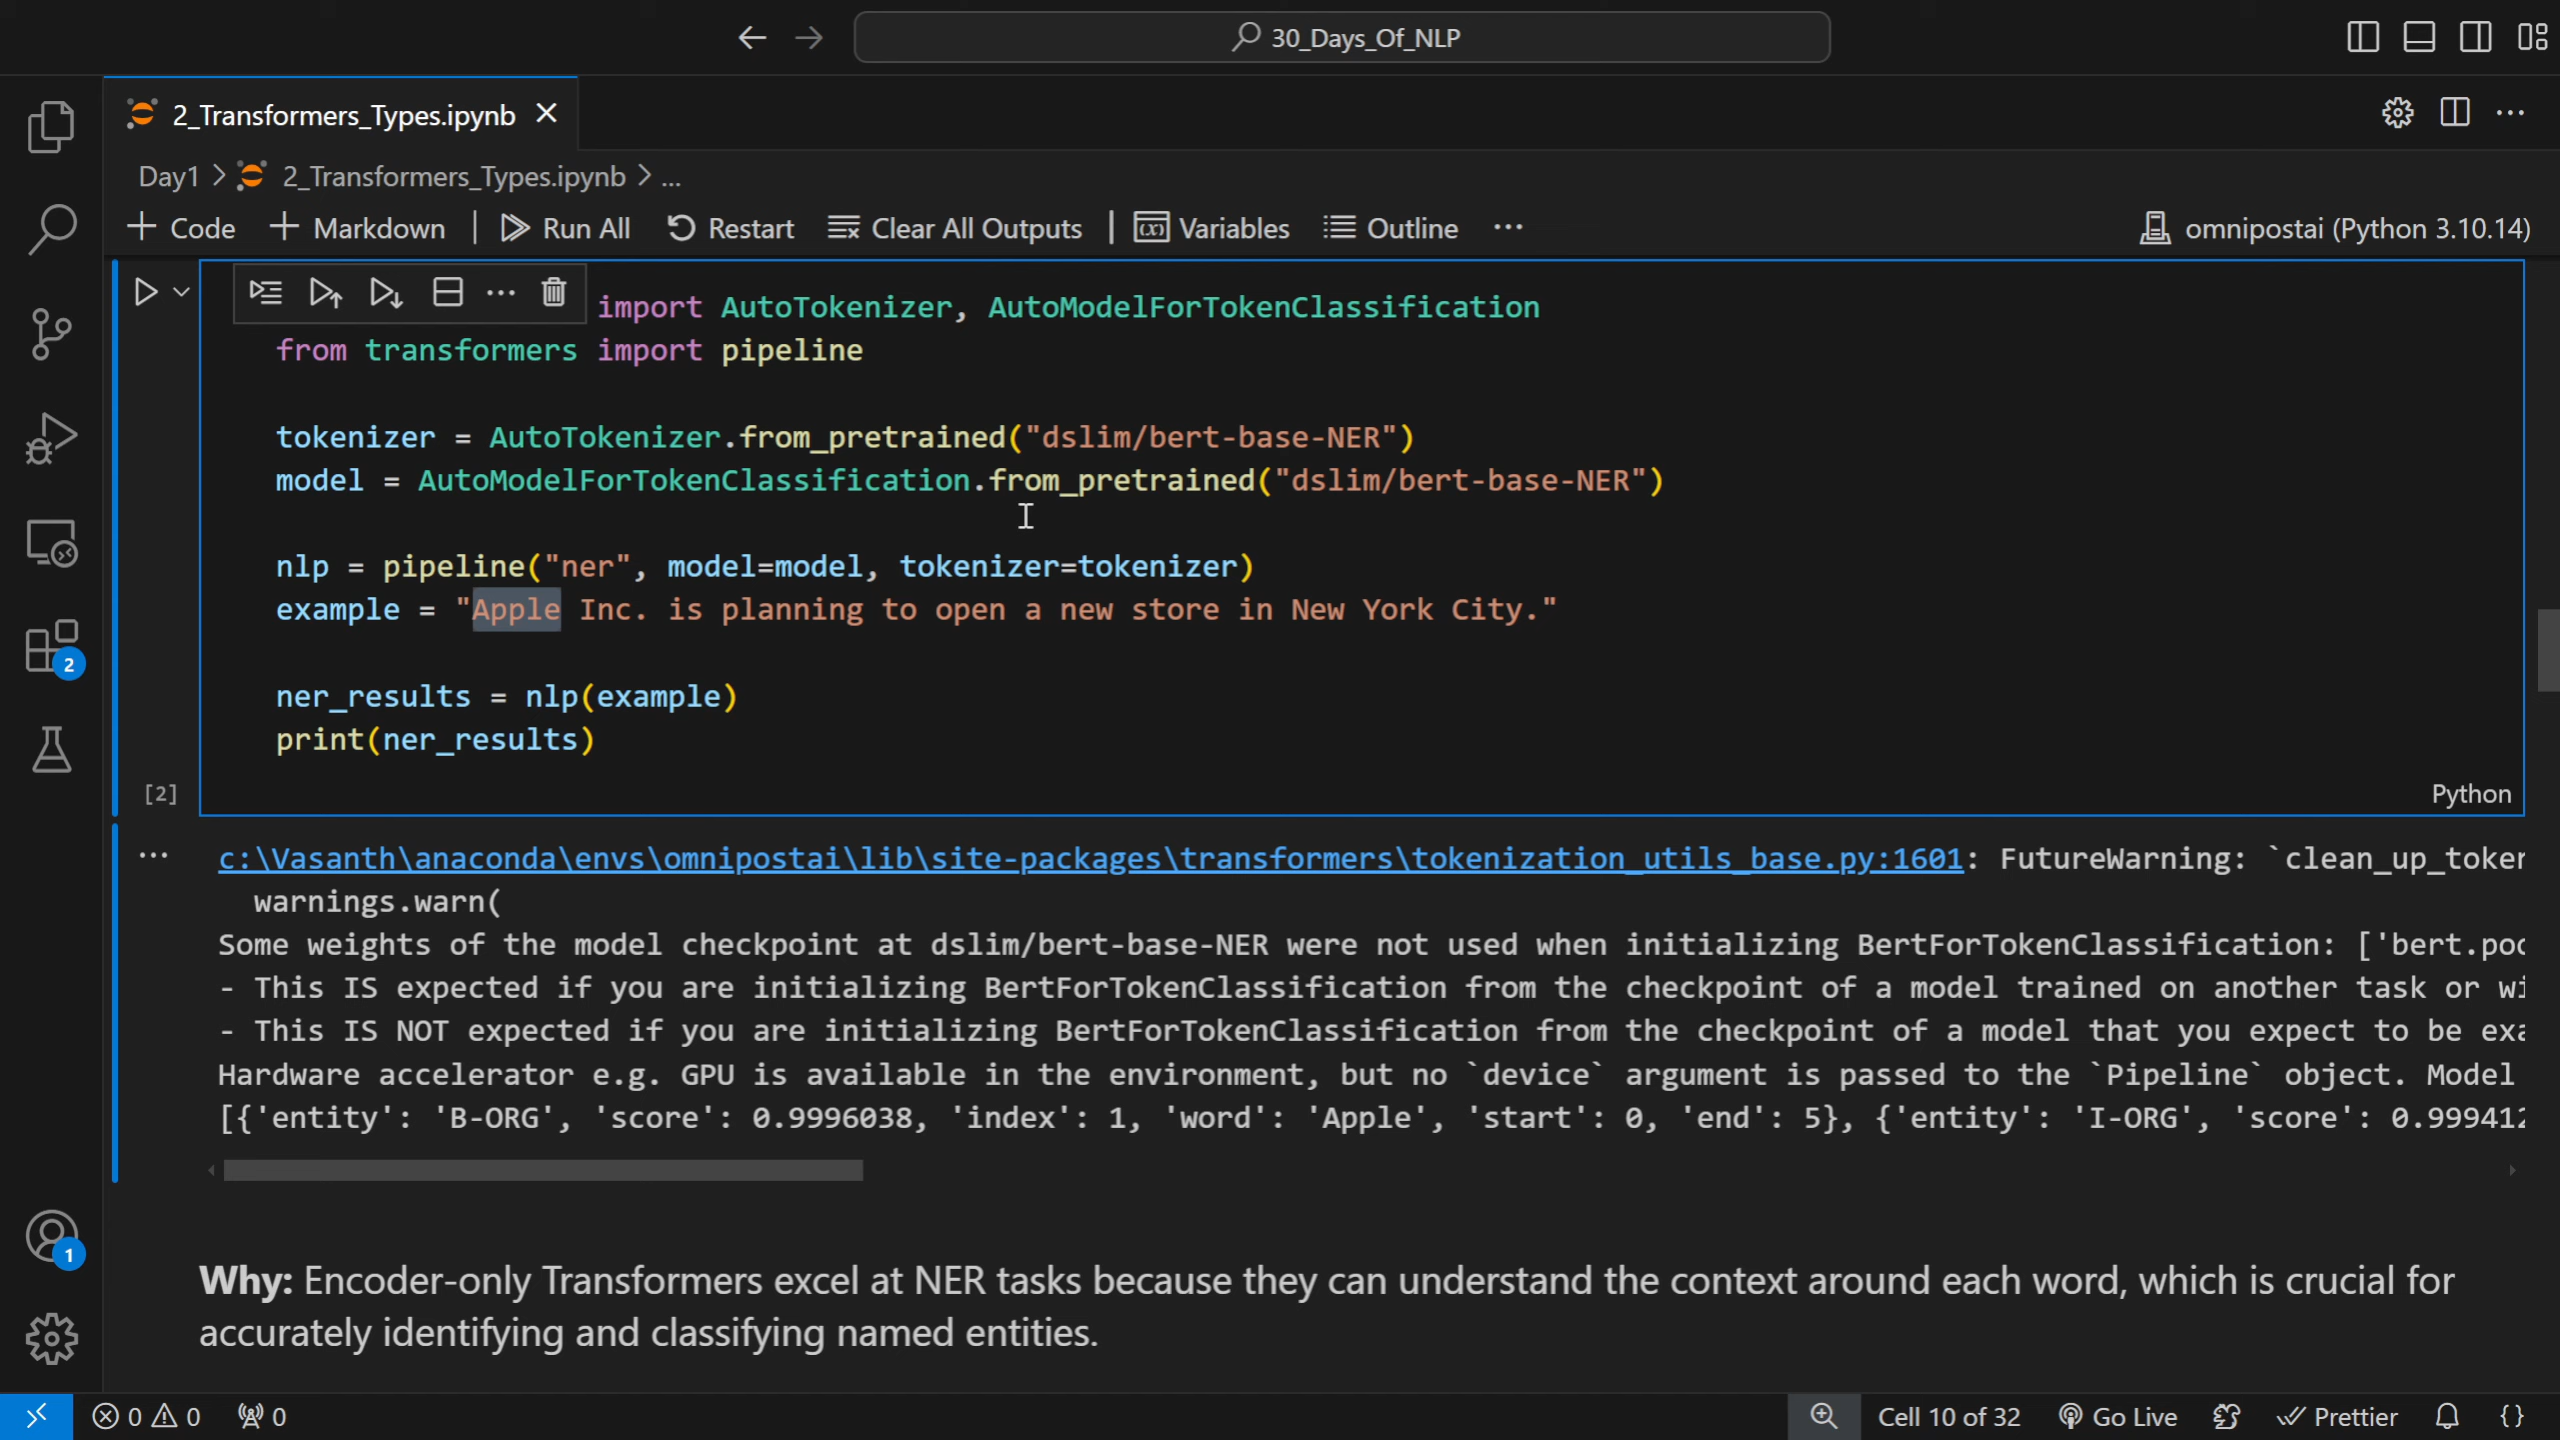 30_Days_Of_NLP
2_Transformers_Types.ipynb
Day1 > 2_Transformers_Types.ipynb > ...
+ Code + Markdown | Run All Restart Clear All Outputs | Variables Outline ... omnipostai (Python 3.10.14)
import AutoTokenizer, AutoModelForTokenClassification
from transformers import pipeline
tokenizer = AutoTokenizer.from_pretrained("dslim/bert-base-NER")
model = AutoModelForTokenClassification.from_pretrained("dslim/bert-base-NER")
nlp = pipeline("ner", model=model, tokenizer=tokenizer)
example = "Apple Inc. is planning to open a new store in New York City."
ner_results = nlp(example)
print(ner_results)
[2] Python
c:\Vasanth\anaconda\envs\omnipostai\lib\site-packages\transformers\tokenization_utils_base.py:1601: FutureWarning: `clean_up_token
warnings.warn(
Some weights of the model checkpoint at dslim/bert-base-NER were not used when initializing BertForTokenClassification: ['bert.poo
- This IS expected if you are initializing BertForTokenClassification from the checkpoint of a model trained on another task or wi
- This IS NOT expected if you are initializing BertForTokenClassification from the checkpoint of a model that you expect to be exa
Hardware accelerator e.g. GPU is available in the environment, but no `device` argument is passed to the `Pipeline` object. Model
[{'entity': 'B-ORG', 'score': 0.9996038, 'index': 1, 'word': 'Apple', 'start': 0, 'end': 5}, {'entity': 'I-ORG', 'score': 0.999412
Why: Encoder-only Transformers excel at NER tasks because they can understand the context around each word, which is crucial for
accurately identifying and classifying named entities.
2
1
0 0 0 Cell 10 of 32 Go Live Prettier {}